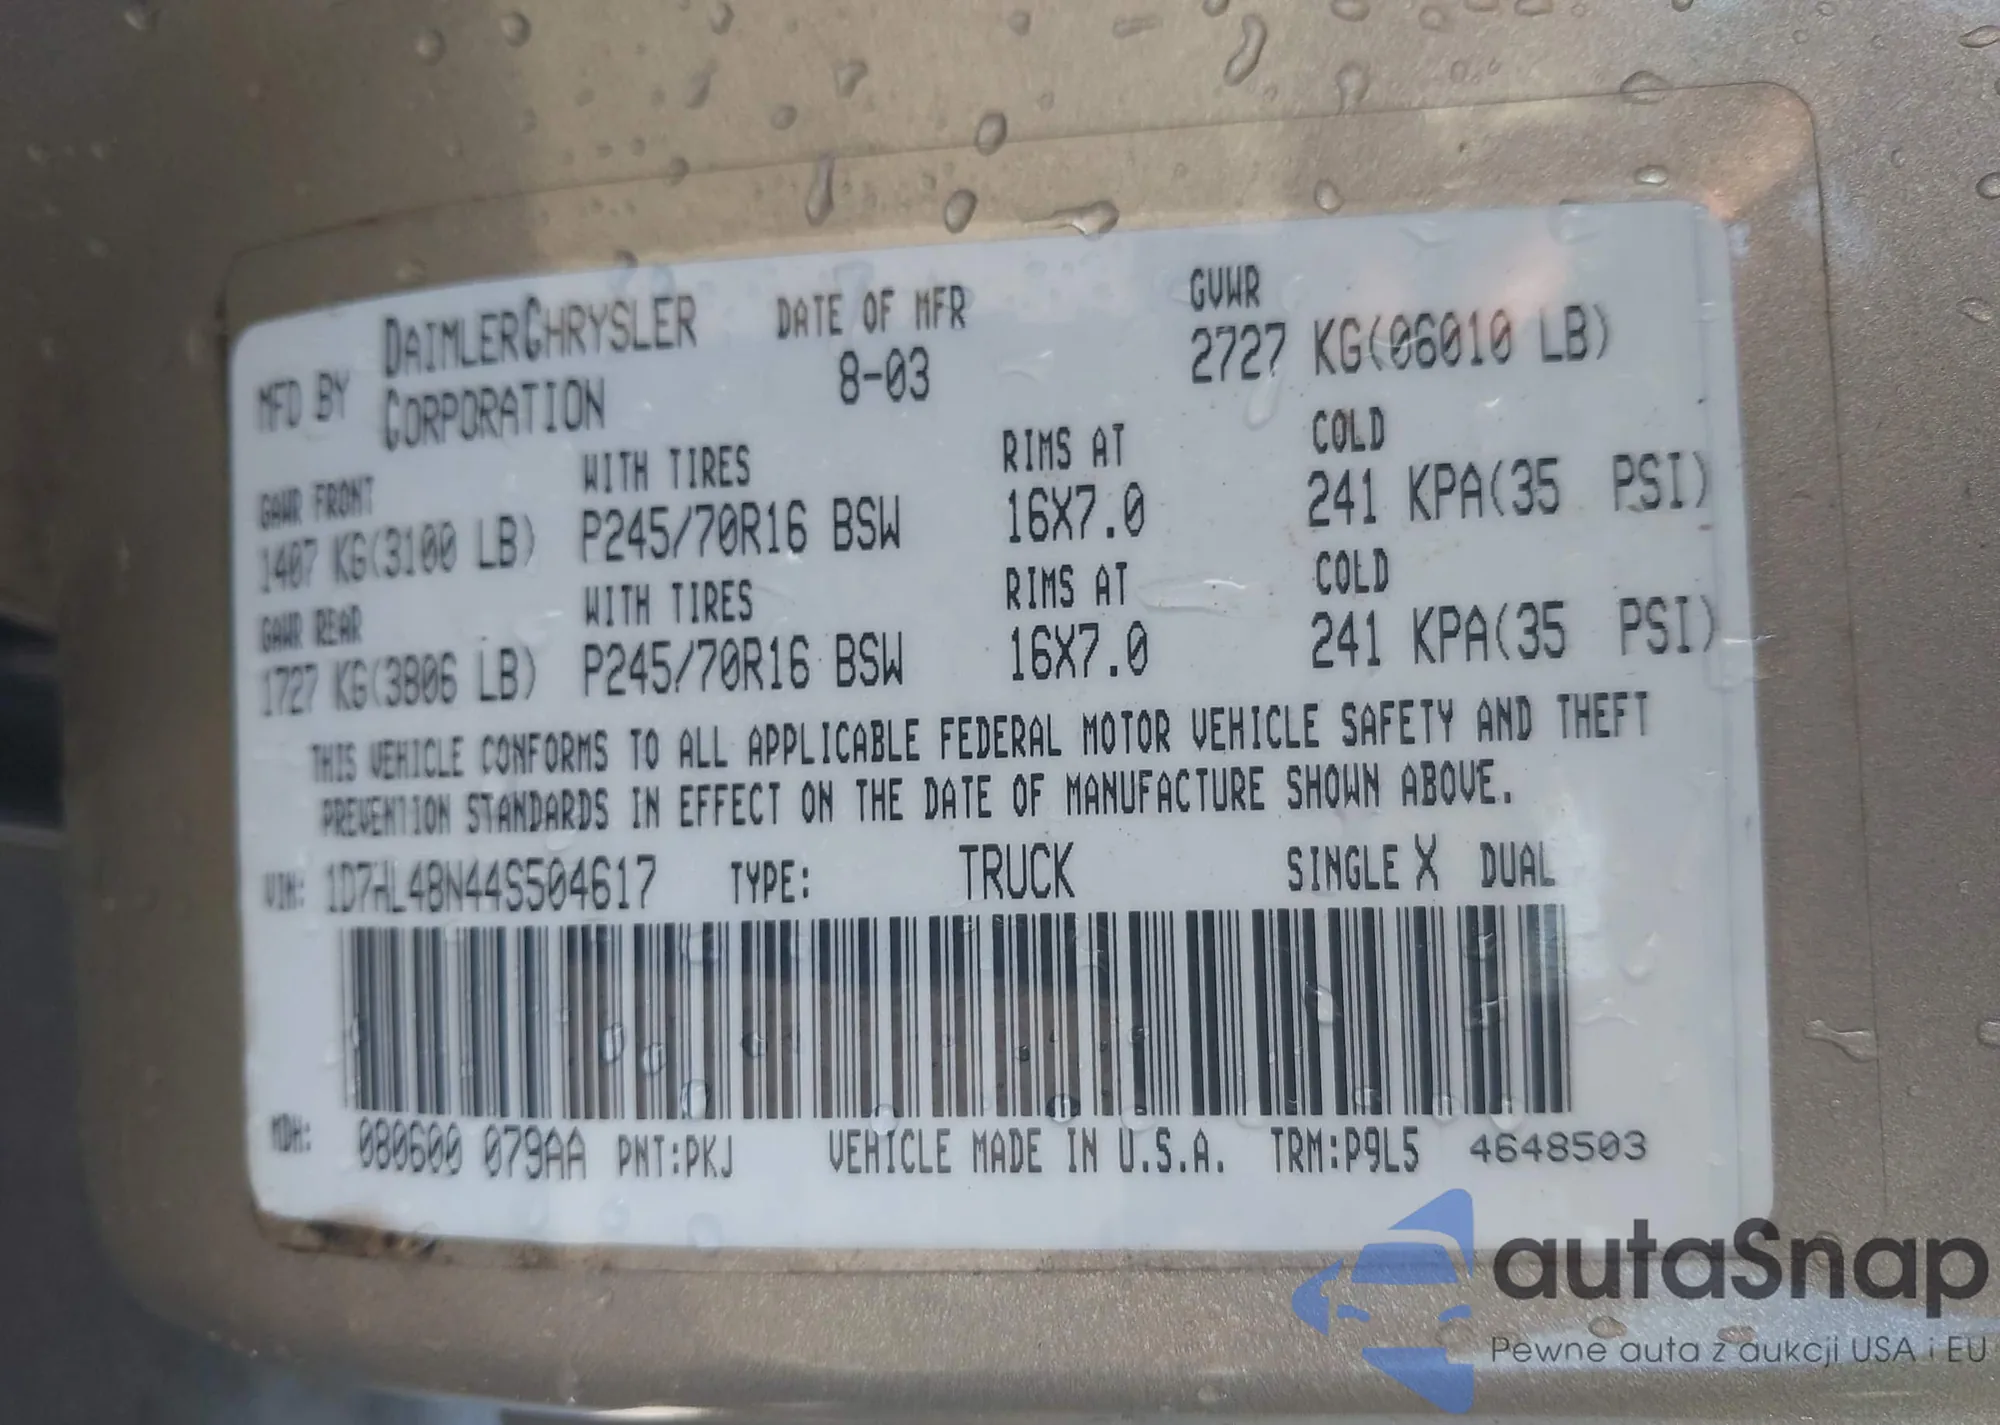 MFD BY DAIMLERCHRYSLER CORPORATION DATE OF MFR 8-03 GVWR 2727 KG(06010 LB)
GAWR FRONT WITH TIRES RIMS AT COLD
1407 KG(3100 LB) P245/70R16 BSW 16X7.0 241 KPA(35 PSI)
GAWR REAR WITH TIRES RIMS AT COLD
1727 KG(3806 LB) P245/70R16 BSW 16X7.0 241 KPA(35 PSI)
THIS VEHICLE CONFORMS TO ALL APPLICABLE FEDERAL MOTOR VEHICLE SAFETY AND THEFT
PREVENTION STANDARDS IN EFFECT ON THE DATE OF MANUFACTURE SHOWN ABOVE.
VIN: 1D7HL48N44S504617 TYPE: TRUCK SINGLE X DUAL
MDH: 080600 079AA PNT:PKJ VEHICLE MADE IN U.S.A. TRM:P9L5 4648503
autaSnap
Pewne auta z aukcji USA i EU